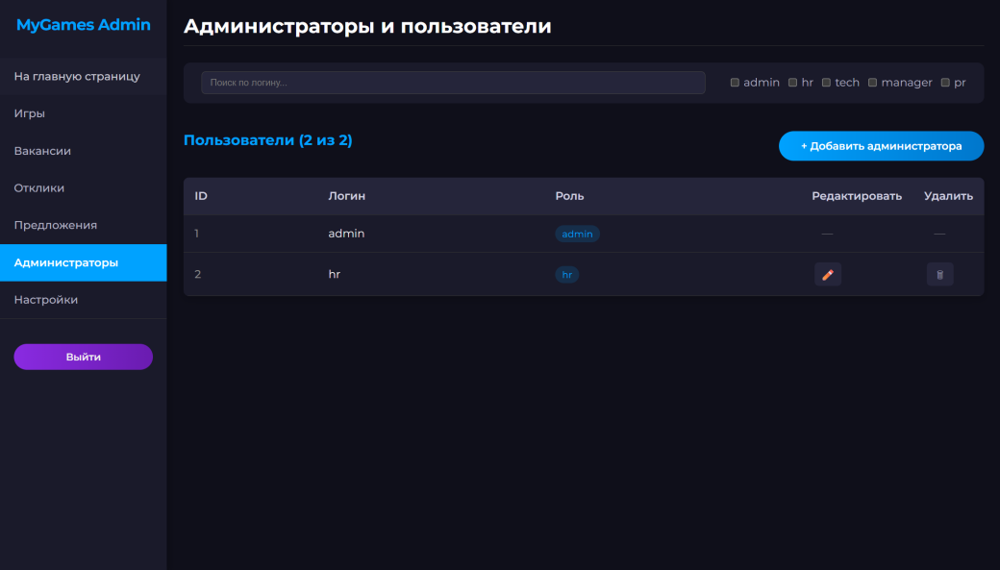 MyGames Admin
На главную страницу
Игры
Вакансии
Отклики
Предложения
Администраторы
Настройки
Выйти
Администраторы и пользователи
Поиск по логину... admin hr tech manager pr
Пользователи (2 из 2)
+ Добавить администратора
ID Логин Роль Редактировать Удалить
1 admin admin — —
2 hr hr